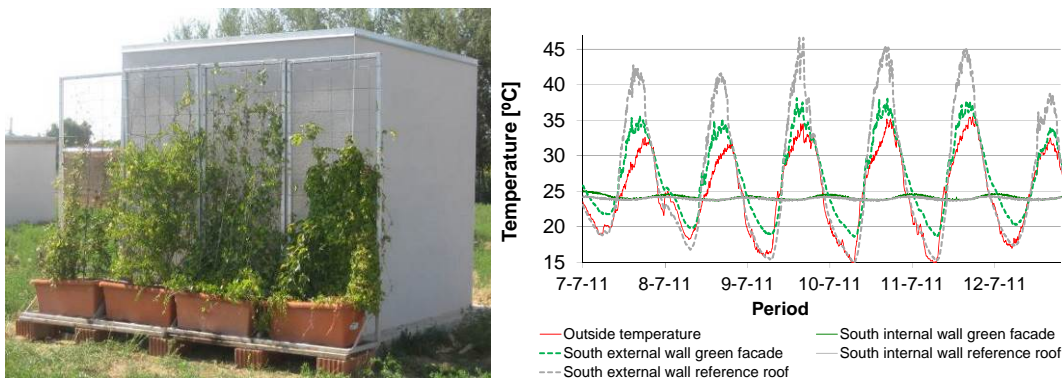 Temperature [ºC]
45
40
35
30
25
20
15
7-7-11 8-7-11 9-7-11 10-7-11 11-7-11 12-7-11
Period
Outside temperature
South internal wall green facade
South external wall green facade
South internal wall reference roof
South external wall reference roof